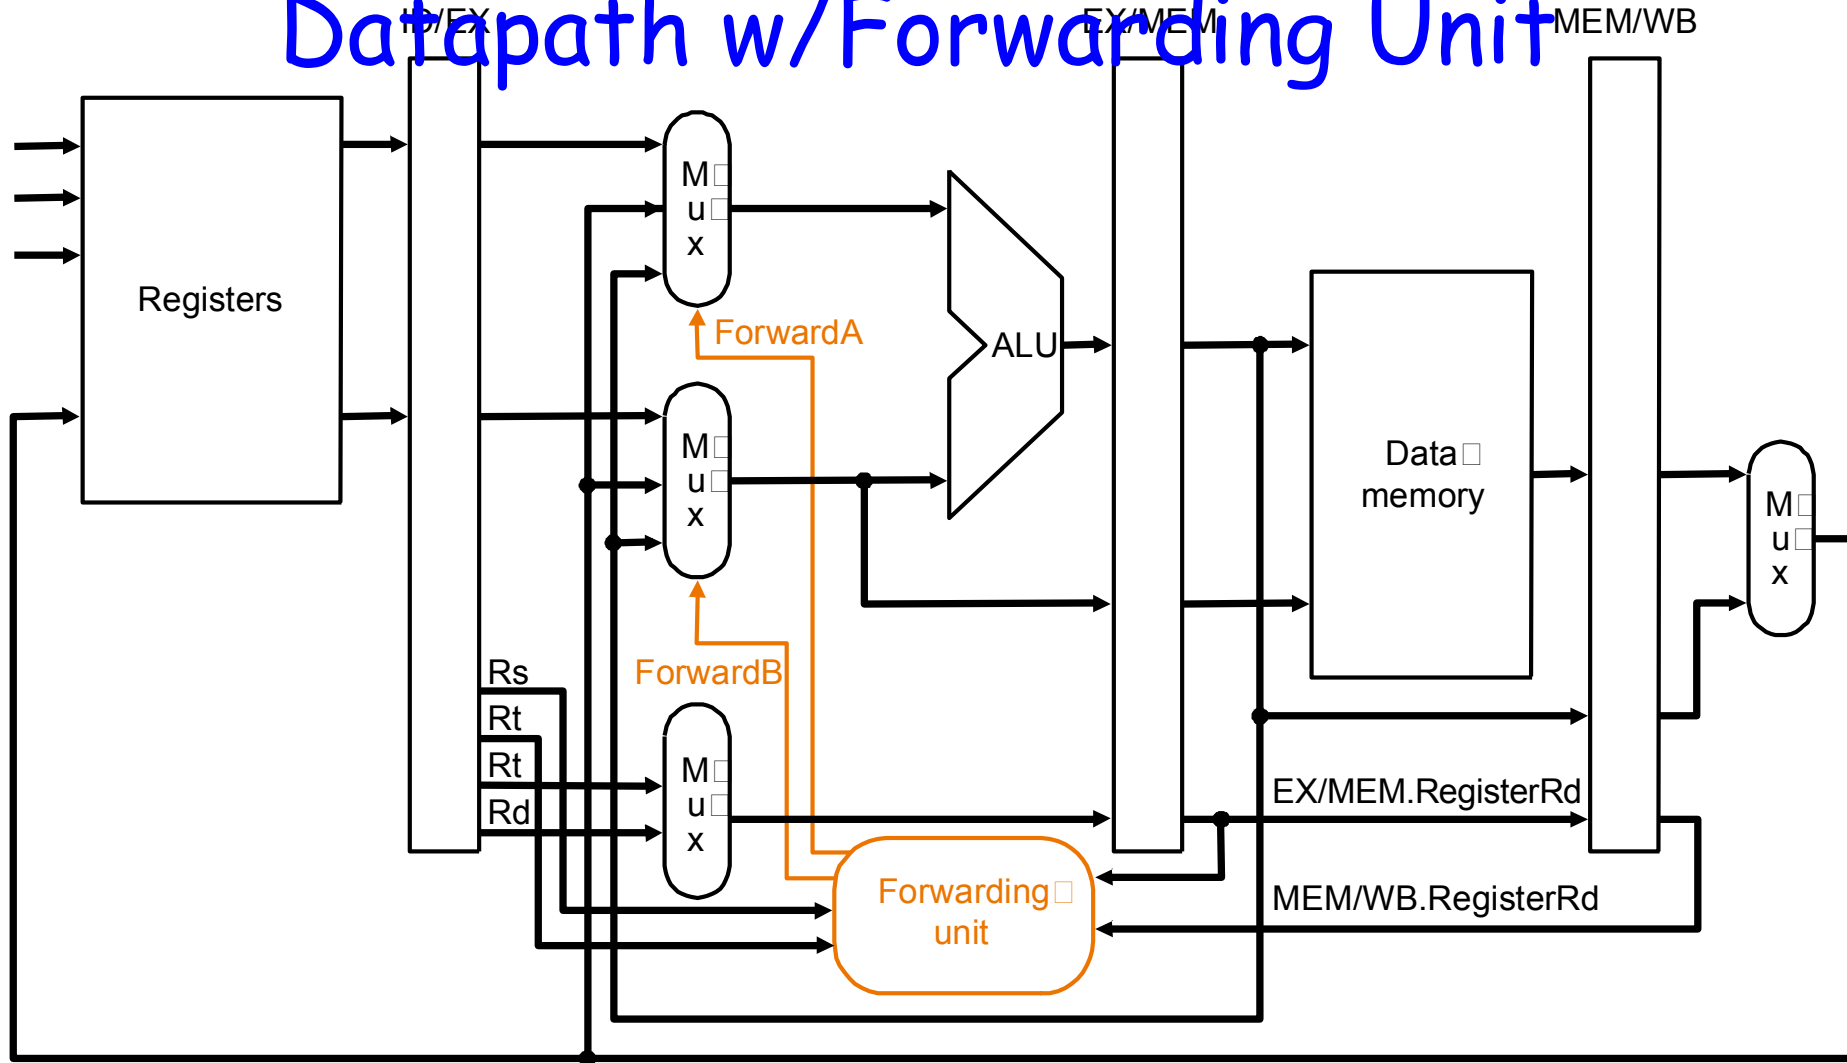 Datapath w/Forwarding Unit
ID/EX
EX/MEM
MEM/WB
M
u
x
Registers
ForwardA
ALU
M
u
x
Data
memory
M
u
x
Rs
ForwardB
Rt
Rt
Rd
M
u
x
EX/MEM.RegisterRd
Forwarding
unit
MEM/WB.RegisterRd